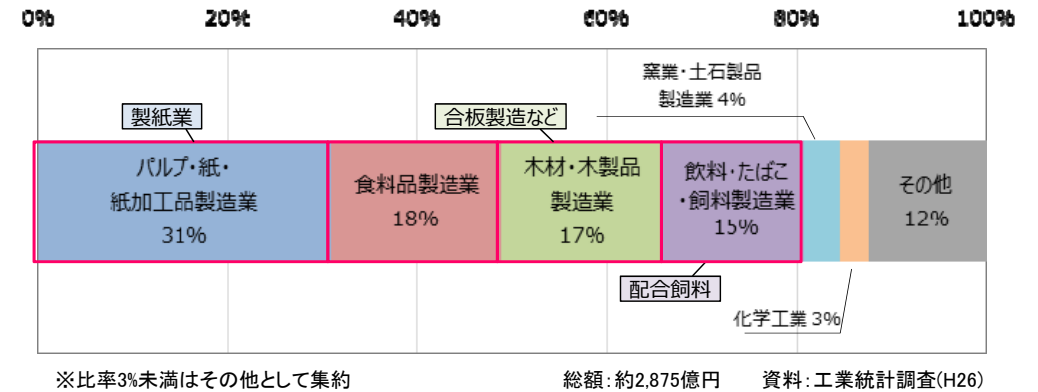 0% 20% 40% 60% 80% 100%
窯業・土石製品
製造業 4%
製紙業
合板製造など
パルプ・紙・
紙加工品製造業
31%
食料品製造業
18%
木材・木製品
製造業
17%
飲料・たばこ
・飼料製造業
15%
その他
12%
配合飼料
化学工業 3%
※比率3%未満はその他として集約
総額：約2,875億円 資料：工業統計調査(H26)